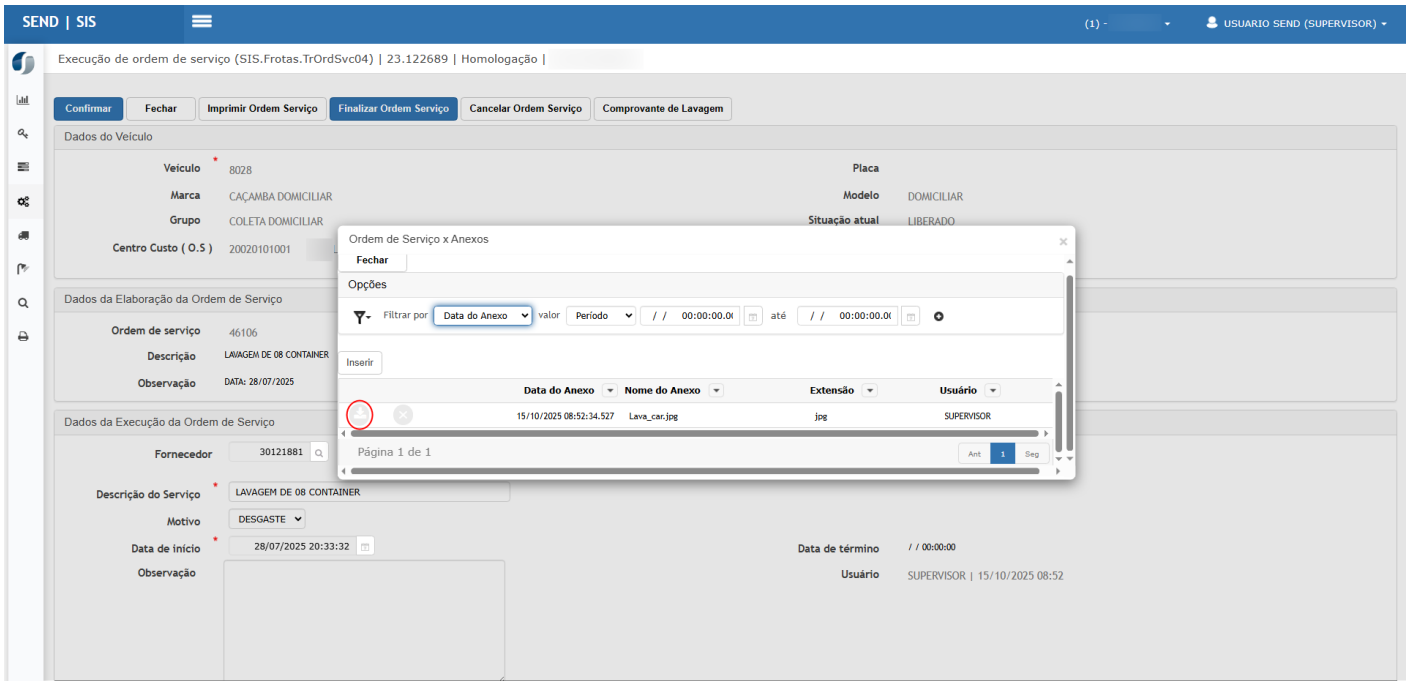 SEND | SIS
(1) -
USUARIO SEND (SUPERVISOR)
Execução de ordem de serviço (SIS.Frotas.TrOrdSvc04) | 23.122689 | Homologação |
Confirmar Fechar Imprimir Ordem Serviço Finalizar Ordem Serviço Cancelar Ordem Serviço Comprovante de Lavagem
Dados do Veículo
Veículo * 8028 Placa
Marca CAÇAMBA DOMICILIAR Modelo DOMICILIAR
Grupo COLETA DOMICILIAR Situação atual LIBERADO
Centro Custo ( O.S ) 20020101001
Ordem de Serviço x Anexos ×
Fechar
Opções
Filtrar por Data do Anexo valor Período / / 00:00:00.0( até / / 00:00:00.0(
Inserir
Data do Anexo Nome do Anexo Extensão Usuário
15/10/2025 08:52:34.527 Lava_car.jpg jpg SUPERVISOR
Página 1 de 1 Ant 1 Seg
Dados da Elaboração da Ordem de Serviço
Ordem de serviço 46106
Descrição LAVAGEM DE 08 CONTAINER
Observação DATA: 28/07/2025
Dados da Execução da Ordem de Serviço
Fornecedor 30121881
Descrição do Serviço * LAVAGEM DE 08 CONTAINER
Motivo DESGASTE
Data de início * 28/07/2025 20:33:32 Data de término / / 00:00:00
Observação Usuário SUPERVISOR | 15/10/2025 08:52